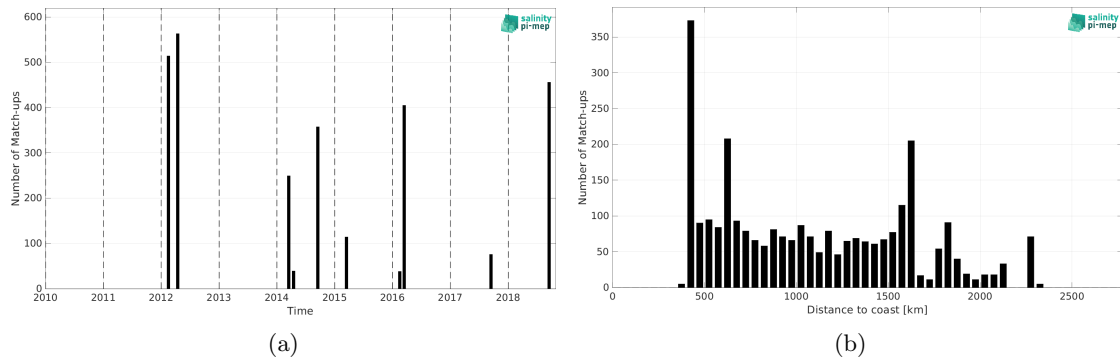 600
500
400
300
200
100
0
Number of Match-ups
2010 2011 2012 2013 2014 2015 2016 2017 2018
Time
salinity
pi-mep
(a)
350
300
250
200
150
100
50
0
Number of Match-ups
0 500 1000 1500 2000 2500
Distance to coast [km]
salinity
pi-mep
(b)